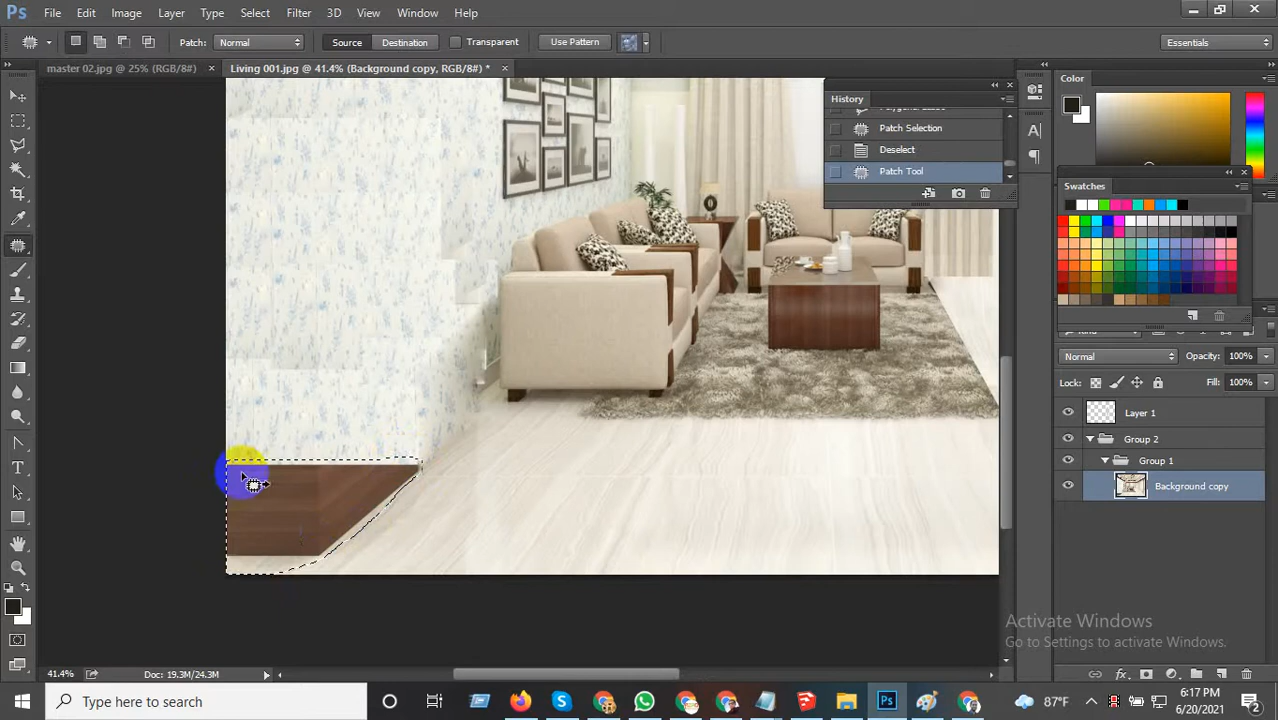 Ps File Edit Image Layer Type Select Filter 3D View Window Help
Patch: Normal Source Destination Transparent Use Pattern Essentials
master 02.jpg @ 25% (RGB/8#) × Living 001.jpg @ 41.4% (Background copy, RGB/8#) * ×
History
Patch Selection
Deselect
Patch Tool
Color
Swatches
Normal Opacity: 100%
Lock: Fill: 100%
Layer 1
Group 2
Group 1
Background copy
Activate Windows
Go to Settings to activate Windows.
41.4% Doc: 19.3M/24.3M
Type here to search
87°F
6:17 PM
6/20/2021
2